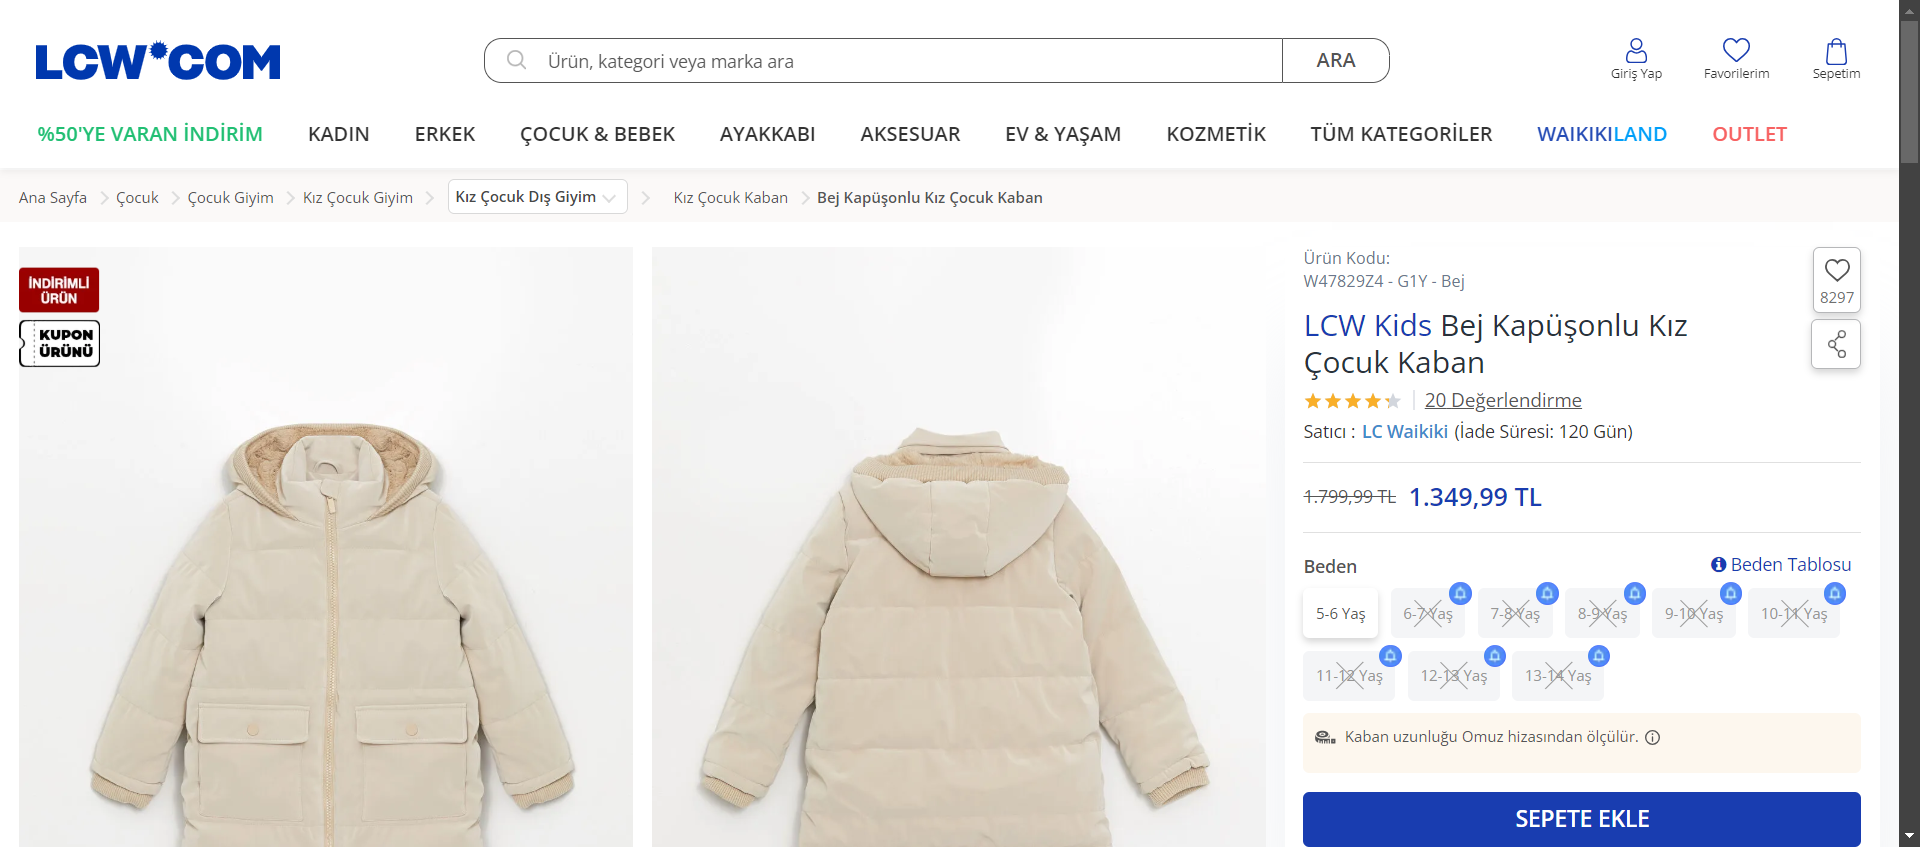 LCW COM
Ürün, kategori veya marka ara
ARA
Giriş Yap
Favorilerim
Sepetim
%50'YE VARAN İNDİRİM
KADIN
ERKEK
ÇOCUK & BEBEK
AYAKKABI
AKSESUAR
EV & YAŞAM
KOZMETİK
TÜM KATEGORİLER
WAIKIKILAND
OUTLET
Ana Sayfa
Çocuk
Çocuk Giyim
Kız Çocuk Giyim
Kız Çocuk Dış Giyim
Kız Çocuk Kaban
Bej Kapüşonlu Kız Çocuk Kaban
İNDİRİMLİ
ÜRÜN
KUPON
ÜRÜNÜ
Ürün Kodu:
W47829Z4 - G1Y - Bej
8297
LCW Kids Bej Kapüşonlu Kız
Çocuk Kaban
20 Değerlendirme
Satıcı : LC Waikiki (İade Süresi: 120 Gün)
1.799,99 TL 1.349,99 TL
Beden
Beden Tablosu
5-6 Yaş
6-7 Yaş
7-8 Yaş
8-9 Yaş
9-10 Yaş
10-11 Yaş
11-12 Yaş
12-13 Yaş
13-14 Yaş
Kaban uzunluğu Omuz hizasından ölçülür.
SEPETE EKLE